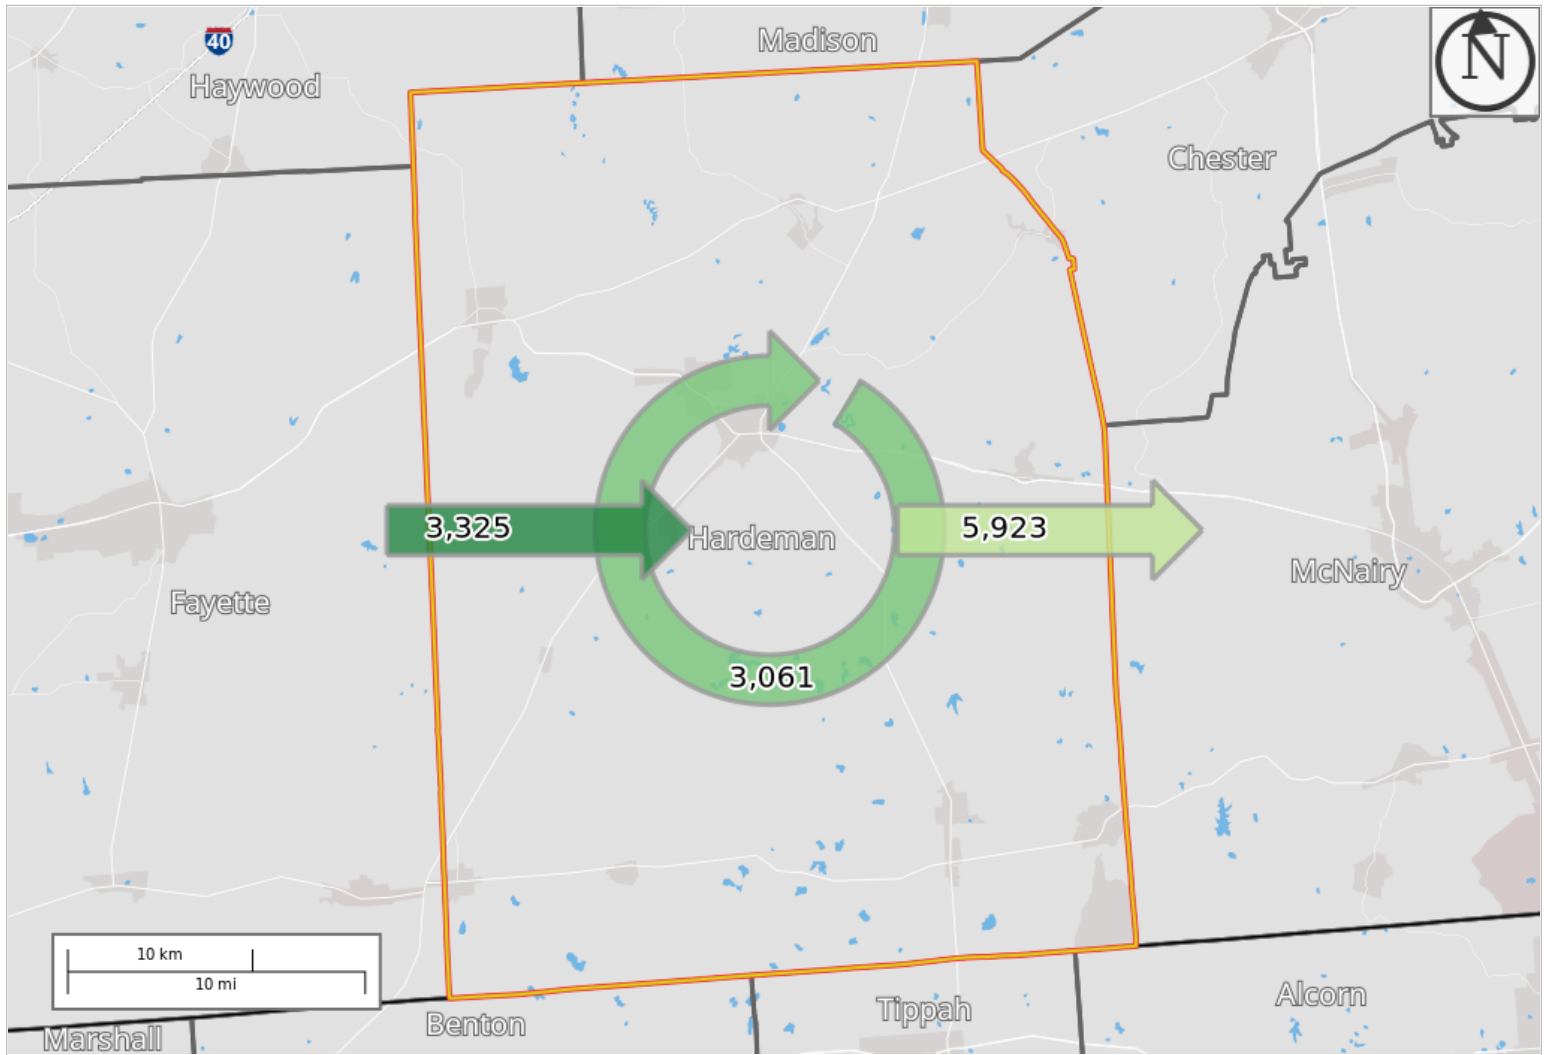 Madison
40
Haywood
N
Chester
3,325
Hardeman
5,923
McNairy
Fayette
3,061
10 km
10 mi
Alcorn
Tippah
Benton
Marshall